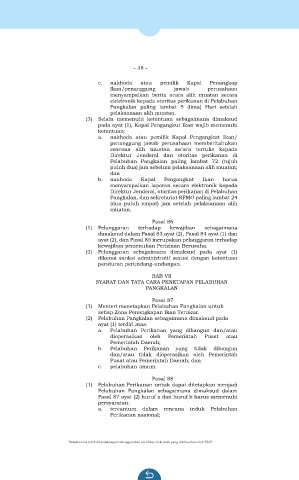 - 38 -
c. nakhoda atau pemilik Kapal Penangkap
Ikan/penanggung jawab perusahaan
menyampaikan berita acara alih muatan secara
elektronik kepada otoritas perikanan di Pelabuhan
Pangkalan paling lambat 5 (lima) Hari setelah
pelaksanaan alih muatan.
(3) Selain memenuhi ketentuan sebagaimana dimaksud
pada ayat (1), Kapal Pengangkut Ikan wajib memenuhi
ketentuan:
a. nakhoda atau pemilik Kapal Pengangkut Ikan/
penanggung jawab perusahaan memberitahukan
rencana alih muatan secara tertulis kepada
Direktur Jenderal dan otoritas perikanan di
Pelabuhan Pangkalan paling lambat 72 (tujuh
puluh dua) jam sebelum pelaksanaan alih muatan;
dan
b. nakhoda Kapal Pengangkut Ikan harus
menyampaikan laporan secara elektronik kepada
Direktur Jenderal, otoritas perikanan di Pelabuhan
Pangkalan, dan sekretariat RFMO paling lambat 24
(dua puluh empat) jam setelah pelaksanaan alih
muatan.
Pasal 86
(1) Pelanggaran terhadap kewajiban sebagaimana
dimaksud dalam Pasal 83 ayat (2), Pasal 84 ayat (1) dan
ayat (2), dan Pasal 85 merupakan pelanggaran terhadap
kewajiban pemenuhan Perizinan Berusaha.
(2) Pelanggaran sebagaimana dimaksud pada ayat (1)
dikenai sanksi administratif sesuai dengan ketentuan
peraturan perundang-undangan.
BAB VII
SYARAT DAN TATA CARA PENETAPAN PELABUHAN
PANGKALAN
Pasal 87
(1) Menteri menetapkan Pelabuhan Pangkalan untuk
setiap Zona Penangkapan Ikan Terukur.
(2) Pelabuhan Pangkalan sebagaimana dimaksud pada
ayat (1) terdiri atas:
a. Pelabuhan Perikanan yang dibangun dan/atau
dioperasikan oleh Pemerintah Pusat atau
Pemerintah Daerah;
b. Pelabuhan Perikanan yang tidak dibangun
dan/atau tidak dioperasikan oleh Pemerintah
Pusat atau Pemerintah Daerah; dan
c. pelabuhan umum.
Pasal 88
(1) Pelabuhan Perikanan untuk dapat ditetapkan menjadi
Pelabuhan Pangkalan sebagaimana dimaksud dalam
Pasal 87 ayat (2) huruf a dan huruf b harus memenuhi
persyaratan:
a. tercantum dalam rencana induk Pelabuhan
Perikanan nasional;